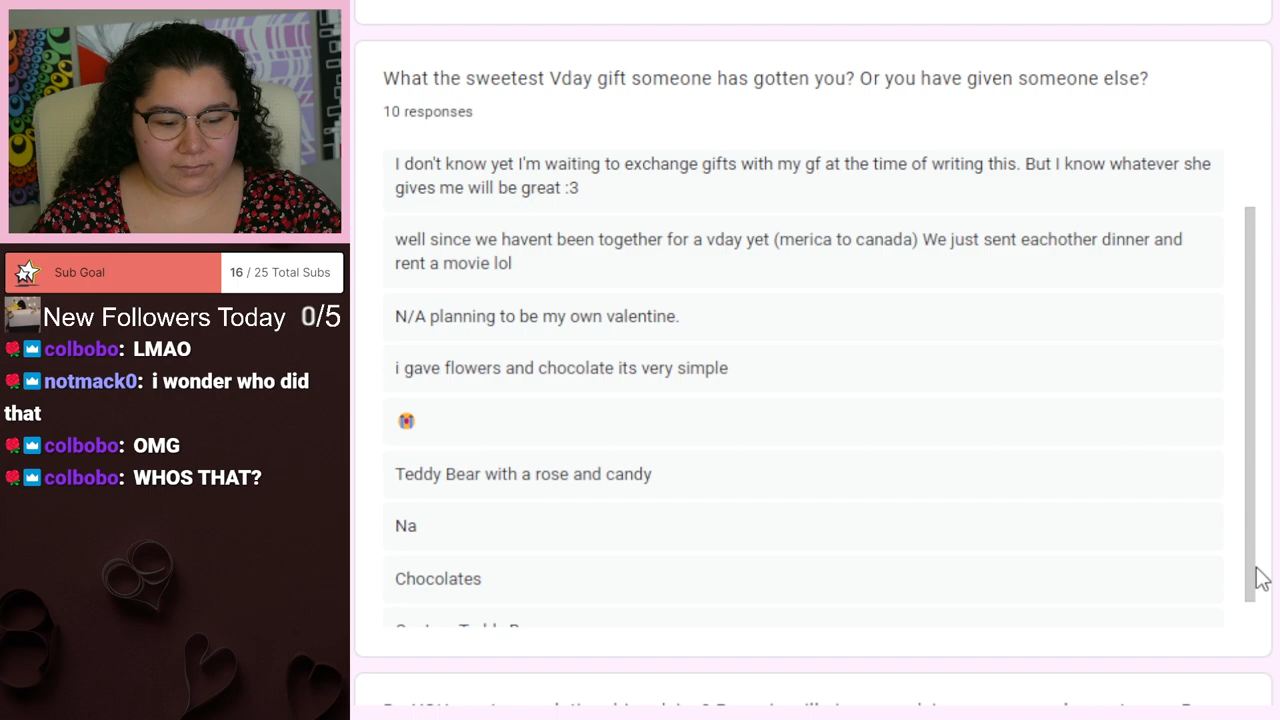 What the sweetest Vday gift someone has gotten you? Or you have given someone else?
10 responses
I don't know yet I'm waiting to exchange gifts with my gf at the time of writing this. But I know whatever she
gives me will be great :3
well since we havent been together for a vday yet (merica to canada) We just sent eachother dinner and
rent a movie lol
N/A planning to be my own valentine.
i gave flowers and chocolate its very simple
😭
Teddy Bear with a rose and candy
Na
Chocolates
Sub Goal
16 / 25 Total Subs
New Followers Today 0/5
colbobo: LMAO
notmack0: i wonder who did
that
colbobo: OMG
colbobo: WHOS THAT?